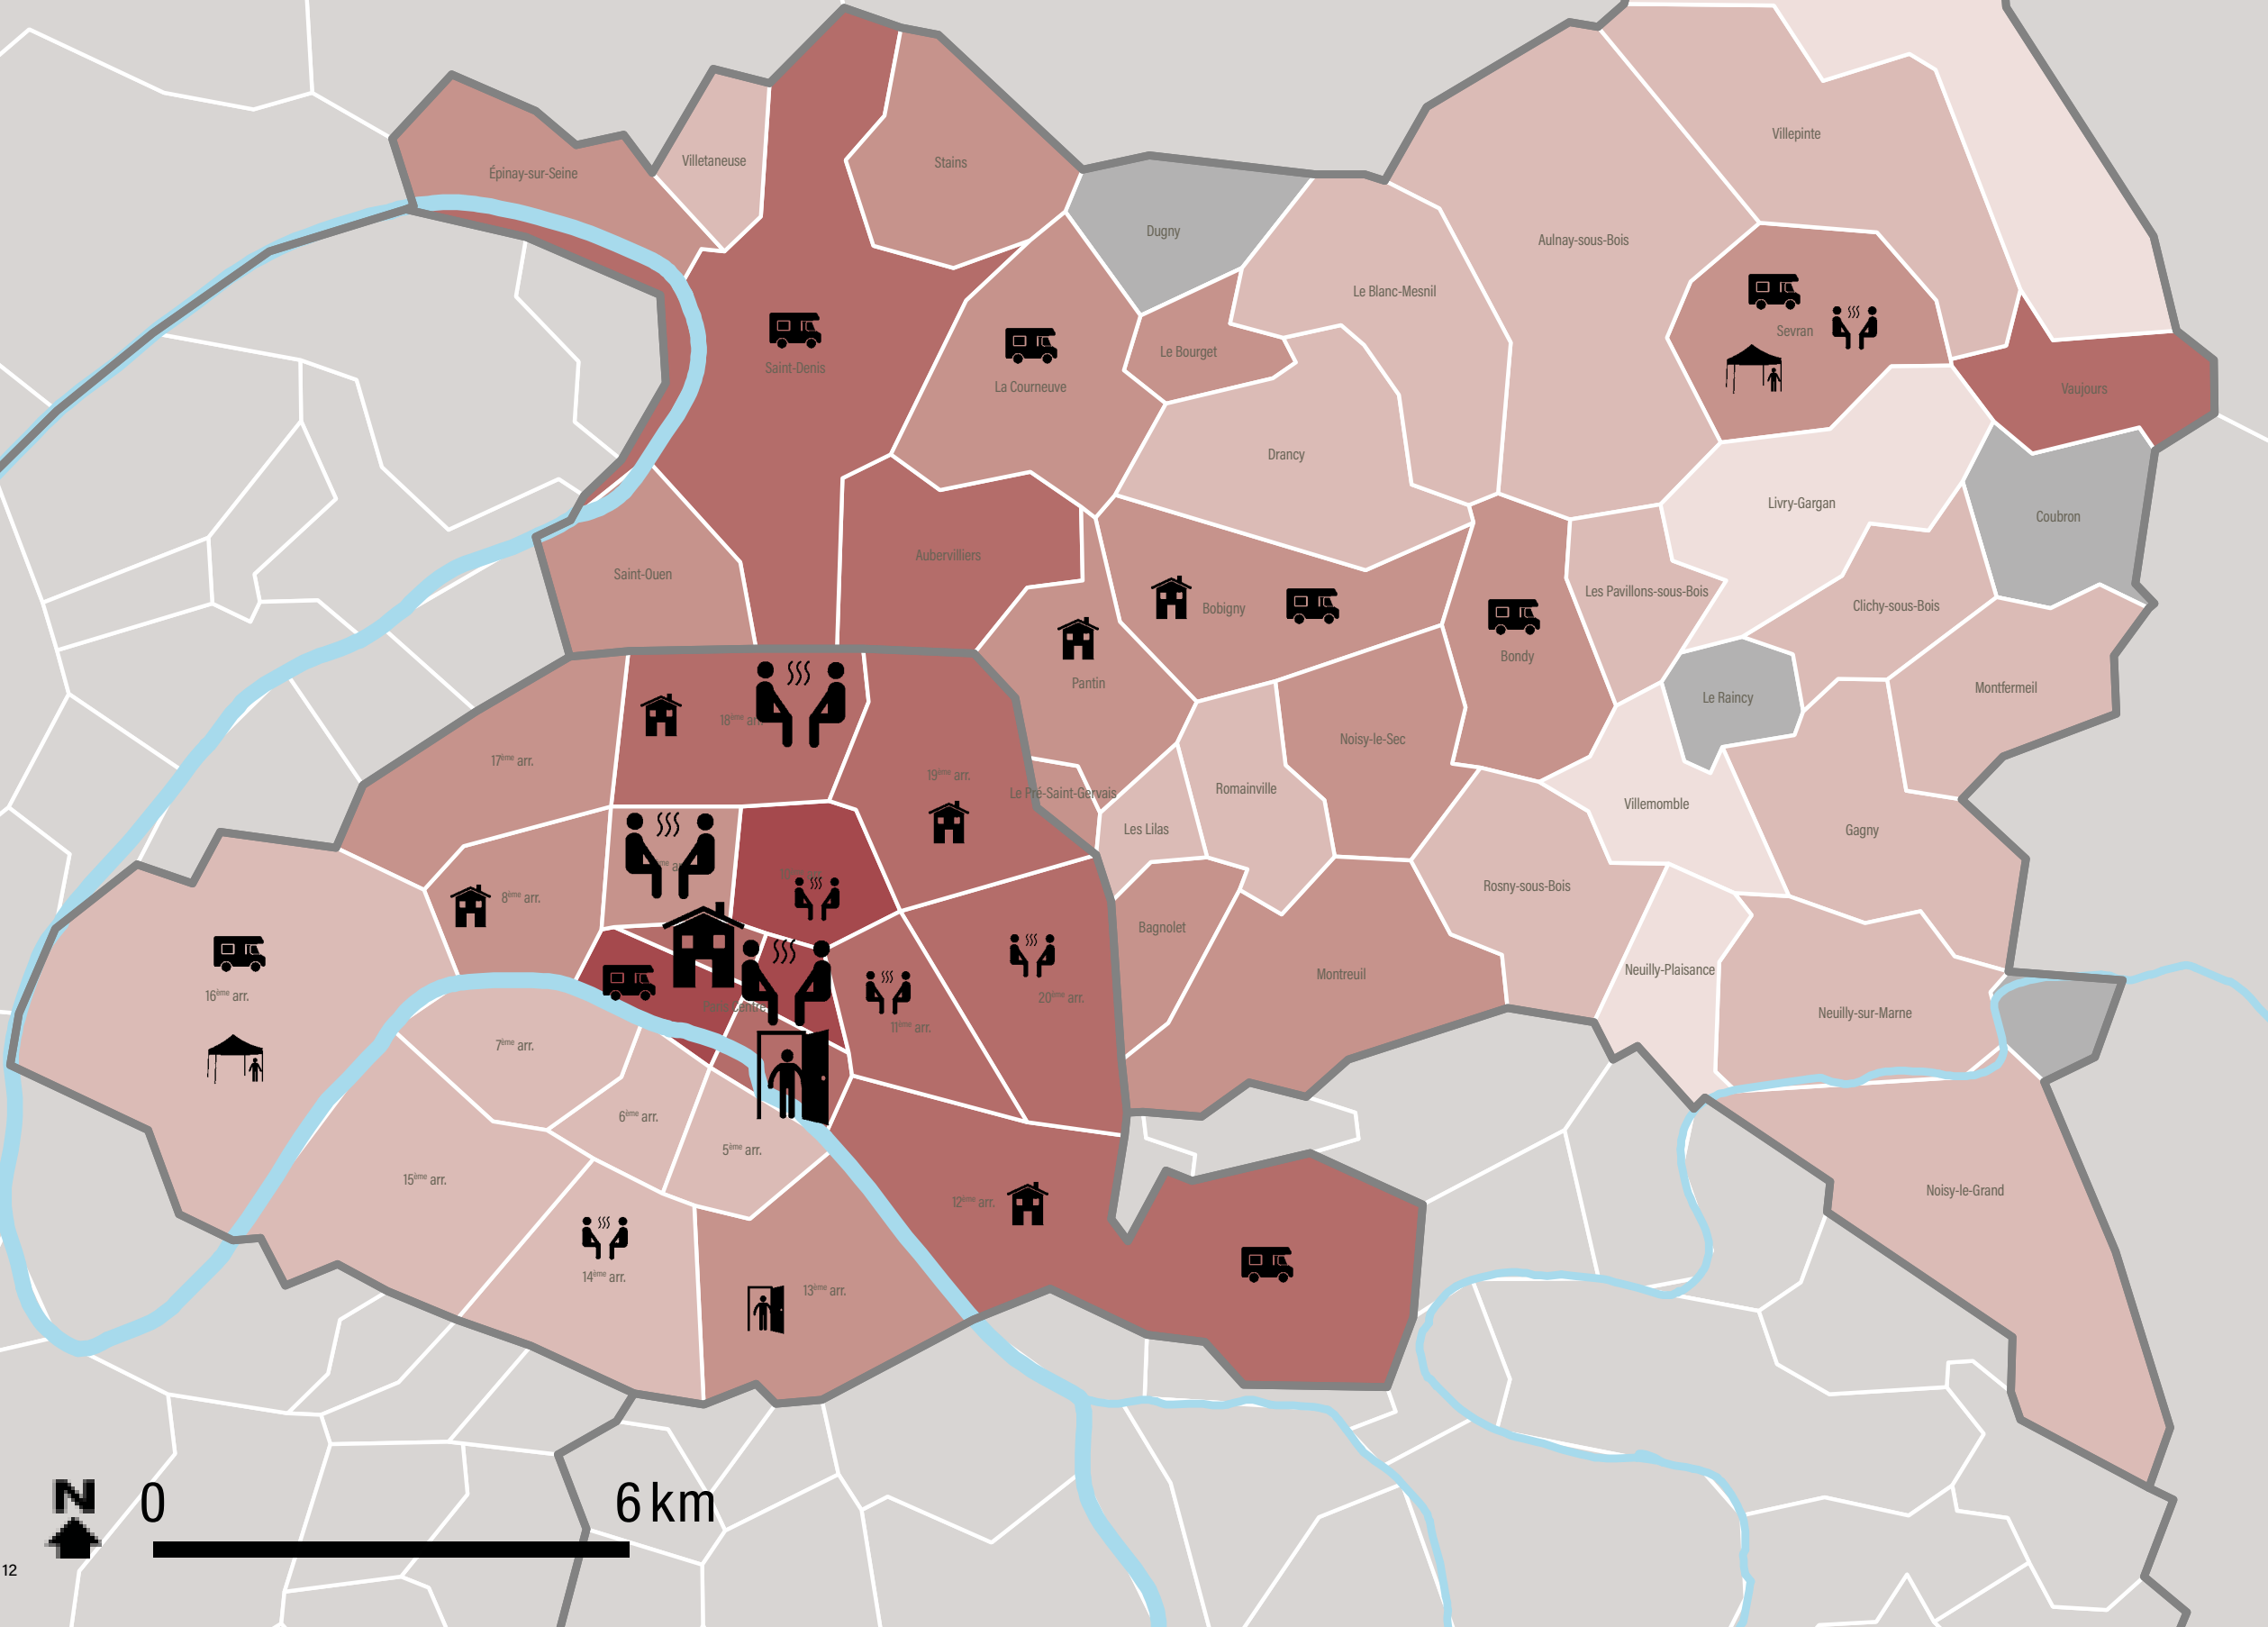 Villepinte
Villetaneuse
Stains
Épinay-sur-Seine
Dugny
Aulnay-sous-Bois
Le Blanc-Mesnil
Sevran
Le Bourget
Saint-Denis
La Courneuve
Vaujours
Drancy
Livry-Gargan
Coubron
Aubervilliers
Saint-Ouen
Les Pavillons-sous-Bois
Clichy-sous-Bois
Bobigny
Bondy
Pantin
Montfermeil
Le Raincy
18ème
Noisy-le-Sec
17ème arr.
19ème arr.
Romainville
Le Pré-Saint-Gervais
Villemomble
Les Lilas
Gagny
Rosny-sous-Bois
8ème arr.
Bagnolet
Neuilly-Plaisance
Montreuil
16ème arr.
20ème arr.
Neuilly-sur-Marne
11ème arr.
7ème arr.
6ème arr.
5ème arr.
15ème arr.
Noisy-le-Grand
12ème arr.
14ème arr.
13ème arr.
N
0
6 km
12